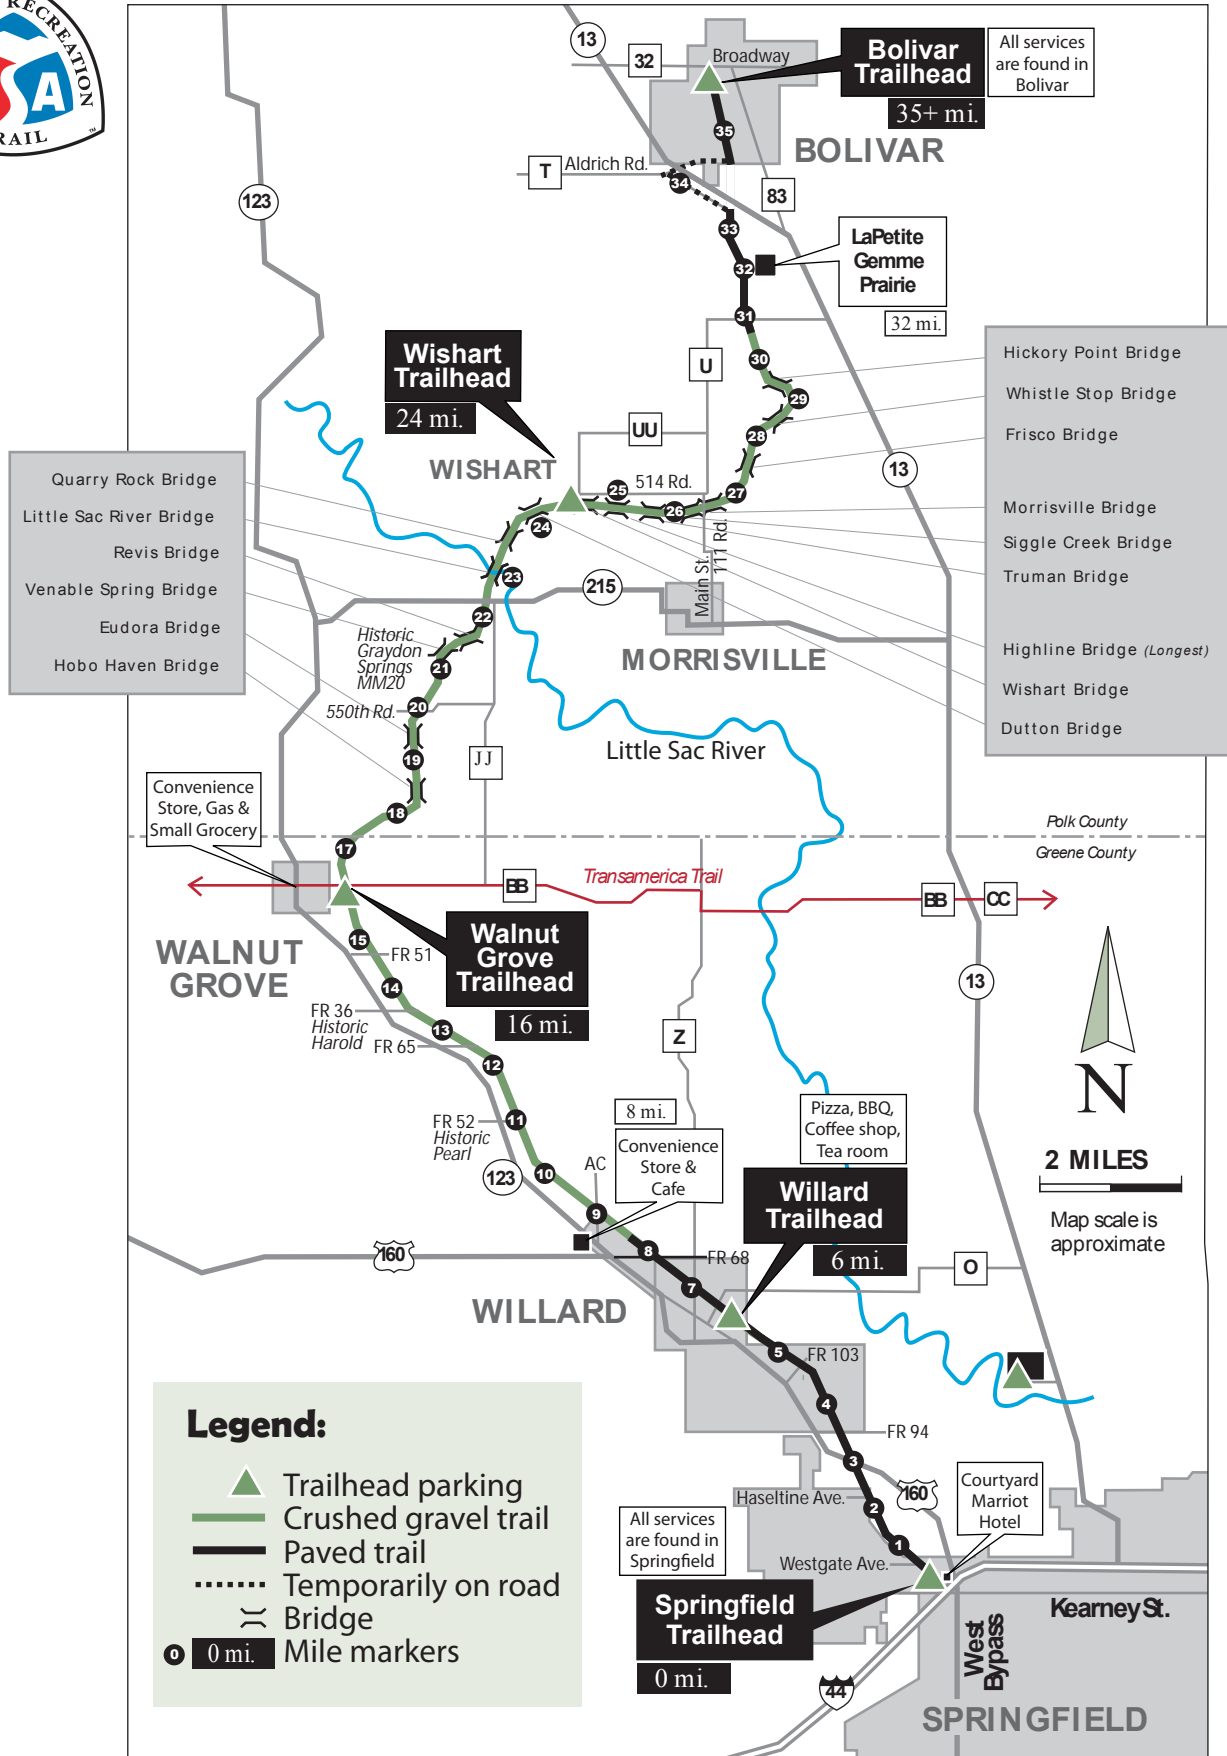 RECREATION
SA
RAIL
™
13
32
Broadway
Bolivar
Trailhead
35+ mi.
All services
are found in
Bolivar
BOLIVAR
35
T
Aldrich Rd.
34
83
123
33
32
LaPetite
Gemme
Prairie
32 mi.
31
30
U
Wishart
Trailhead
24 mi.
29
28
UU
WISHART
514 Rd.
25
26
27
24
13
Hickory Point Bridge
Whistle Stop Bridge
Frisco Bridge
Morrisville Bridge
Siggle Creek Bridge
Truman Bridge
Highline Bridge (Longest)
Wishart Bridge
Dutton Bridge
Quarry Rock Bridge
Little Sac River Bridge
Revis Bridge
Venable Spring Bridge
Eudora Bridge
Hobo Haven Bridge
23
215
Main St.
111 Rd.
22
MORRISVILLE
Historic
Graydon
Springs
MM20
21
550th Rd.
20
19
JJ
Little Sac River
18
Convenience
Store, Gas &
Small Grocery
17
Polk County
Greene County
BB
Transamerica Trail
BB
CC
WALNUT
GROVE
Walnut
Grove
Trailhead
16 mi.
15
FR 51
14
FR 36
Historic
Harold
13
FR 65
12
Z
13
N
FR 52
Historic
Pearl
11
123
10
AC
8 mi.
Convenience
Store &
Cafe
Pizza, BBQ,
Coffee shop,
Tea room
Willard
Trailhead
6 mi.
2 MILES
Map scale is
approximate
9
8
160
FR 68
7
O
WILLARD
5
FR 103
4
FR 94
3
Haseltine Ave.
2
160
Courtyard
Marriot
Hotel
All services
are found in
Springfield
1
Westgate Ave.
Springfield
Trailhead
0 mi.
Kearney St.
West
Bypass
44
SPRINGFIELD
Legend:
Trailhead parking
Crushed gravel trail
Paved trail
Temporarily on road
Bridge
0
0 mi.
Mile markers